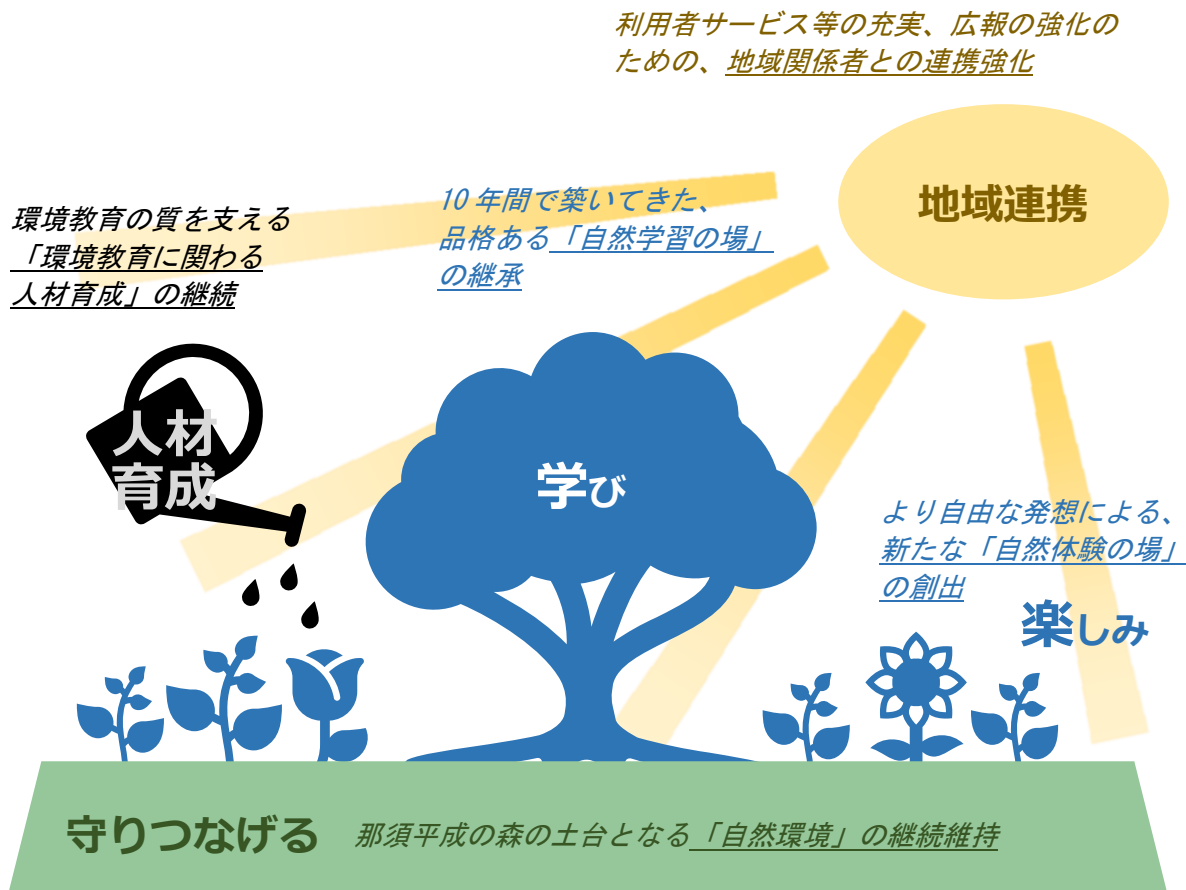 利用者サービス等の充実、広報の強化の
ための、地域関係者との連携強化
地域連携
環境教育の質を支える
「環境教育に関わる
人材育成」の継続
10年間で築いてきた、
品格ある「自然学習の場」
の継承
人材
育成
学び
より自由な発想による、
新たな「自然体験の場」
の創出
楽しみ
守りつなげる
那須平成の森の土台となる「自然環境」の継続維持